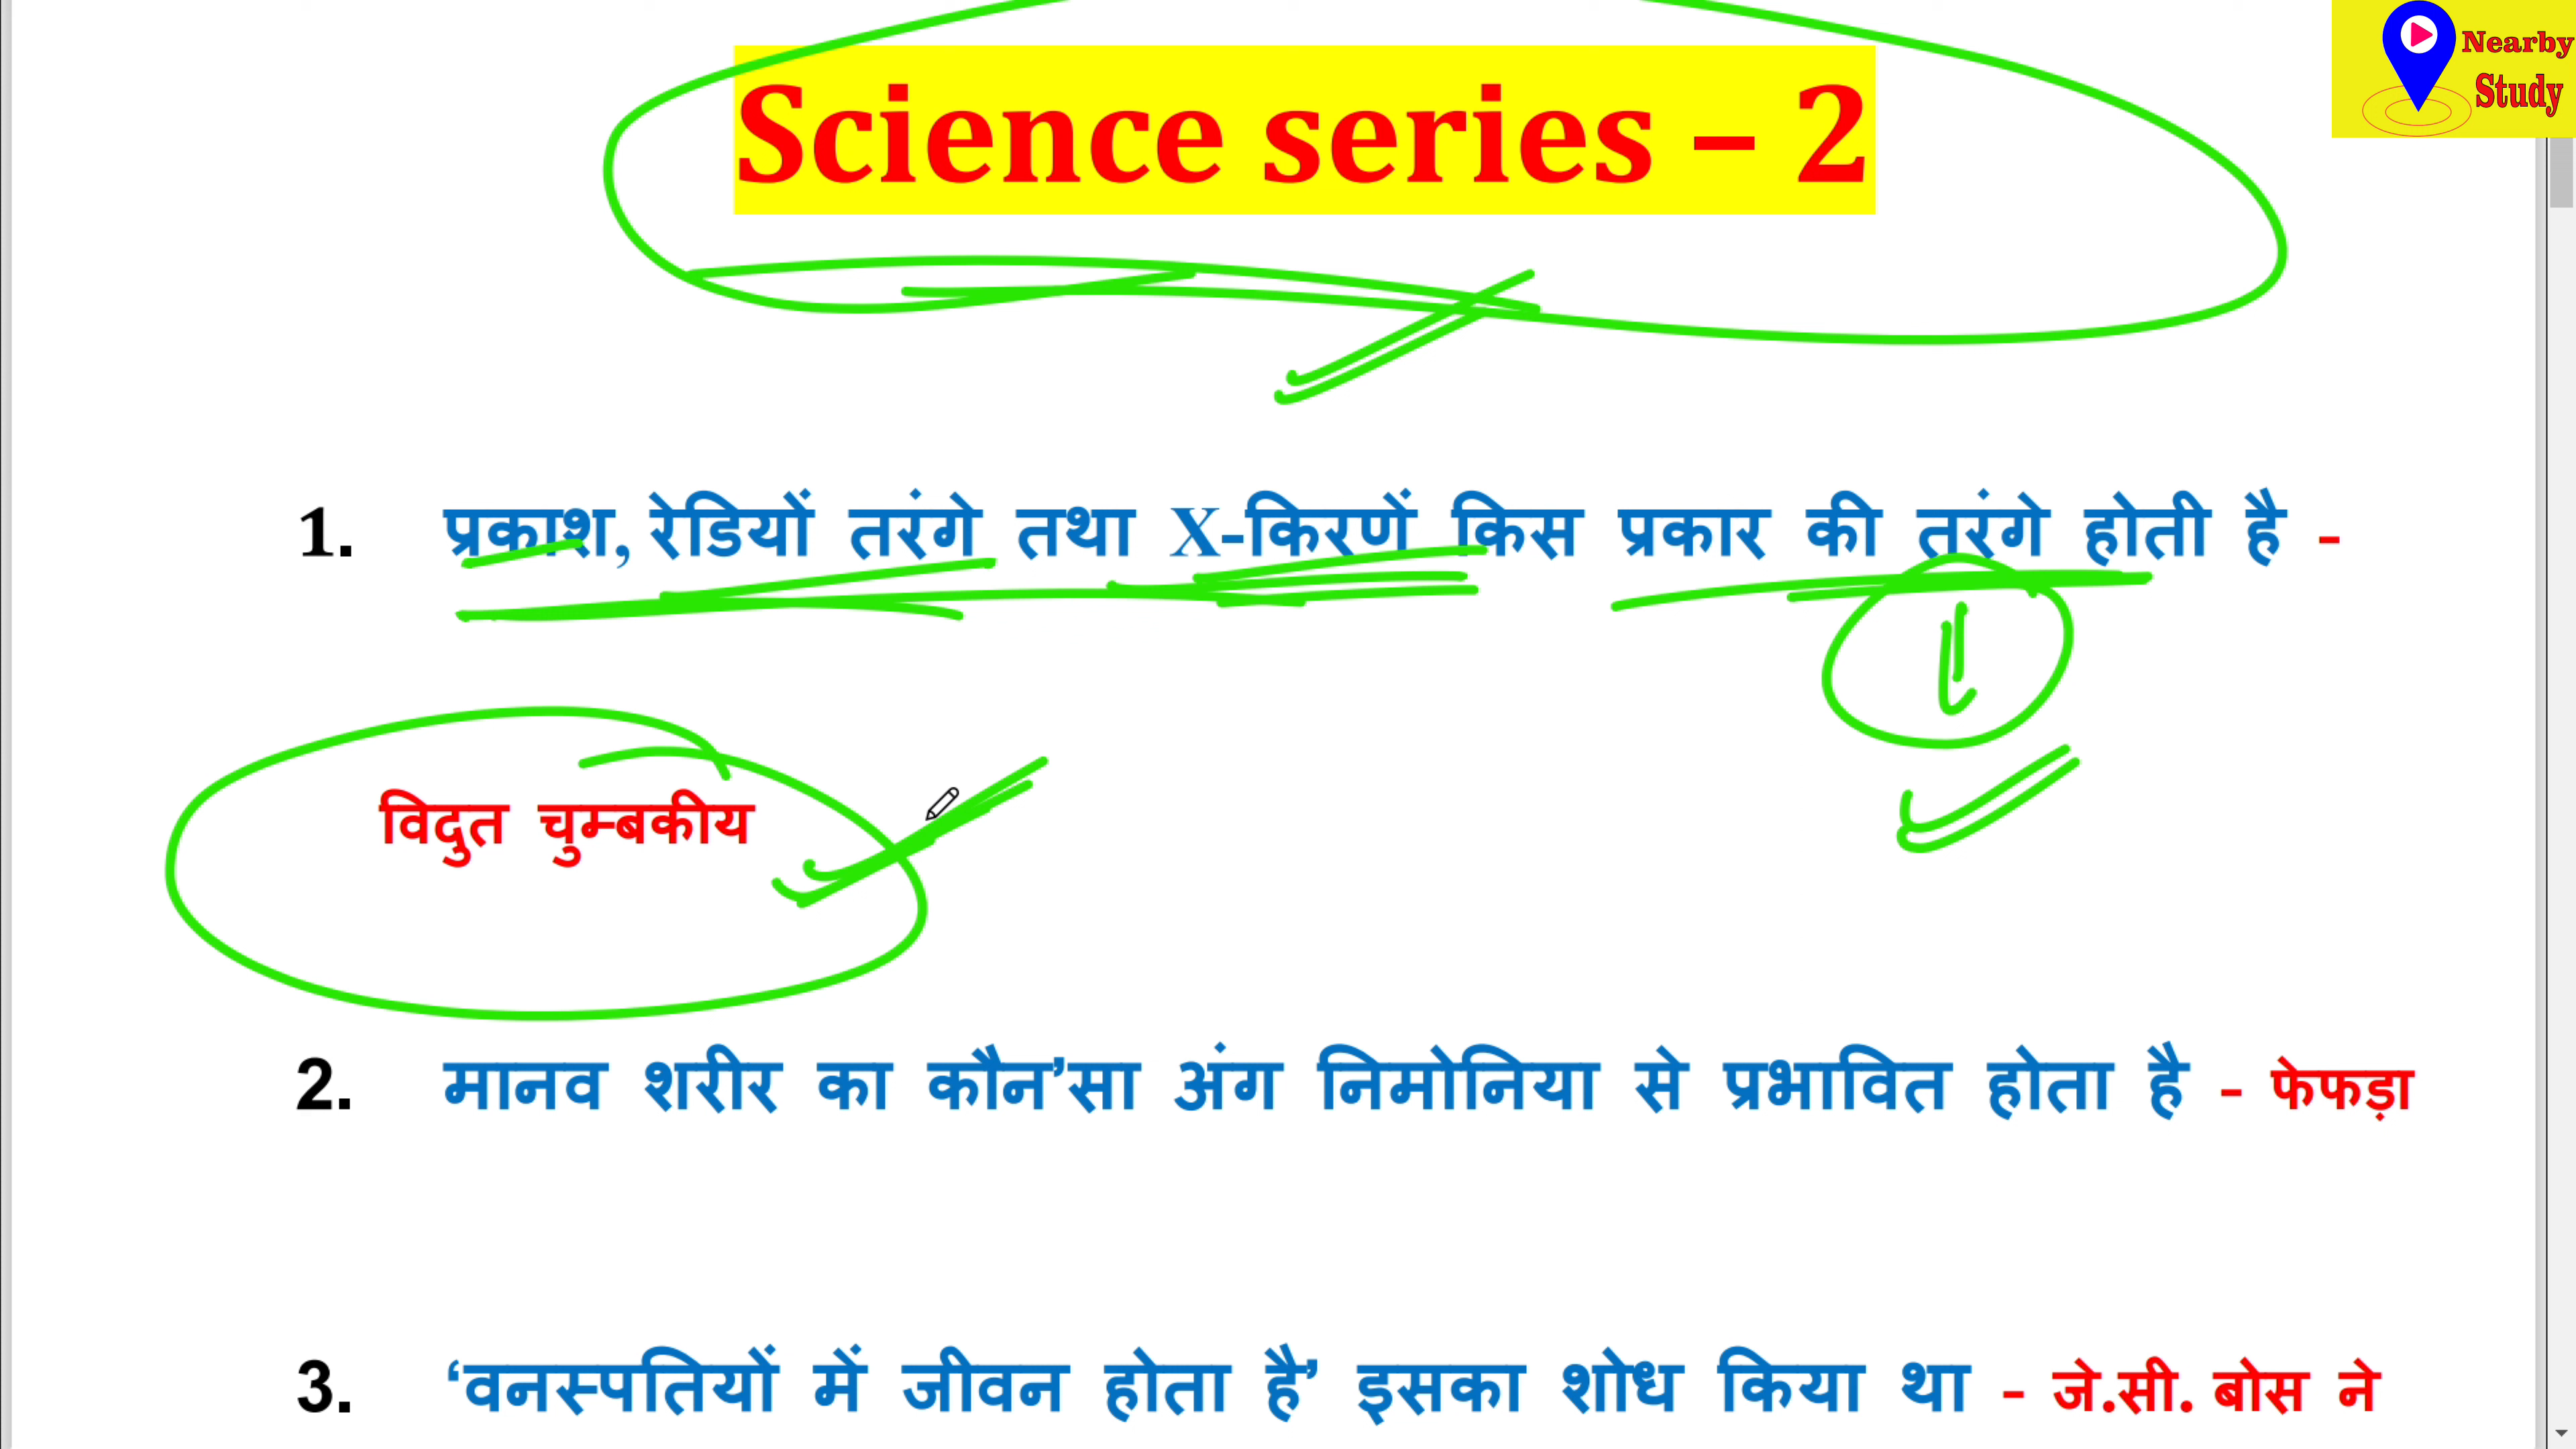 Nearby
Study
Science series – 2
1. प्रकाश, रेडियों तरंगे तथा X-किरणें किस प्रकार की तरंगे होती है -
विदुत चुम्बकीय
2. मानव शरीर का कौन’सा अंग निमोनिया से प्रभावित होता है - फेफड़ा
3. ‘वनस्पतियों में जीवन होता है’ इसका शोध किया था - जे.सी. बोस ने